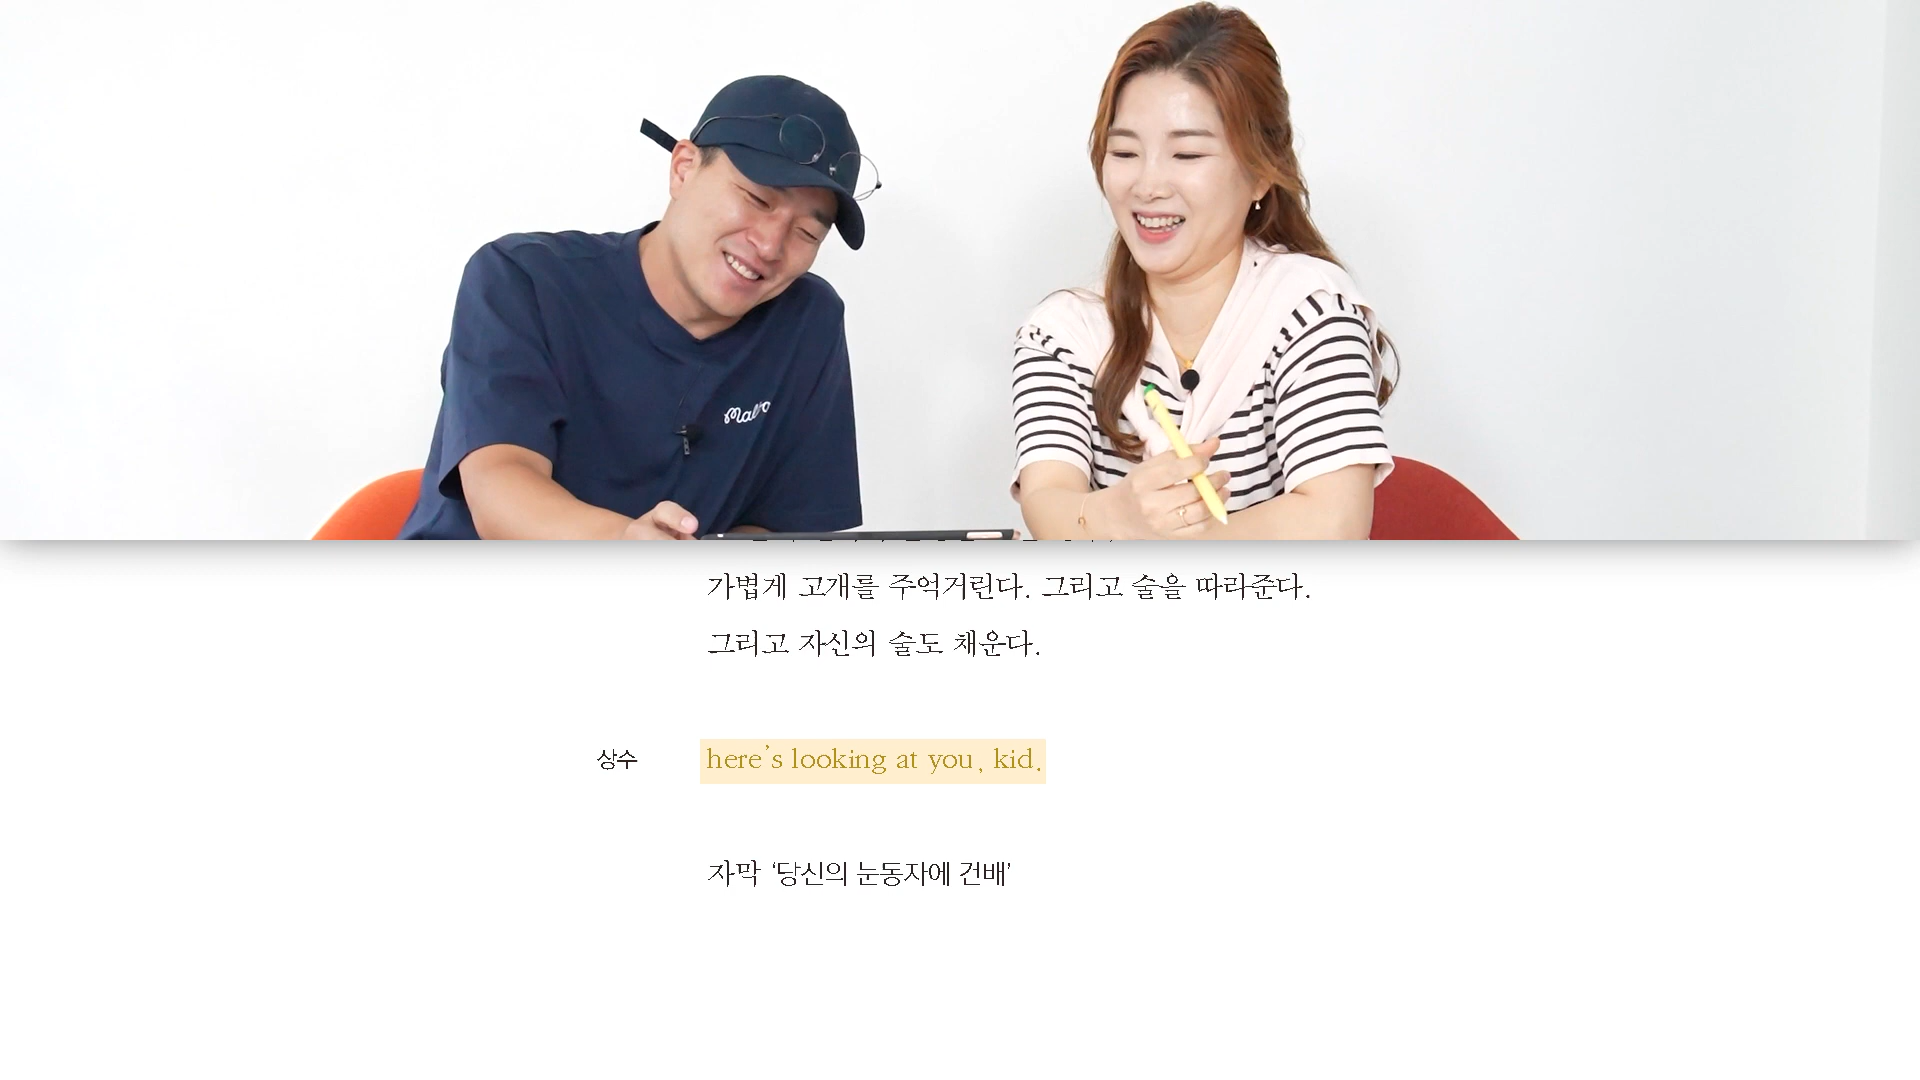 가볍게 고개를 주억거린다. 그리고 술을 따라준다.
그리고 자신의 술도 채운다.
상수 here's looking at you, kid.
자막 ‘당신의 눈동자에 건배’